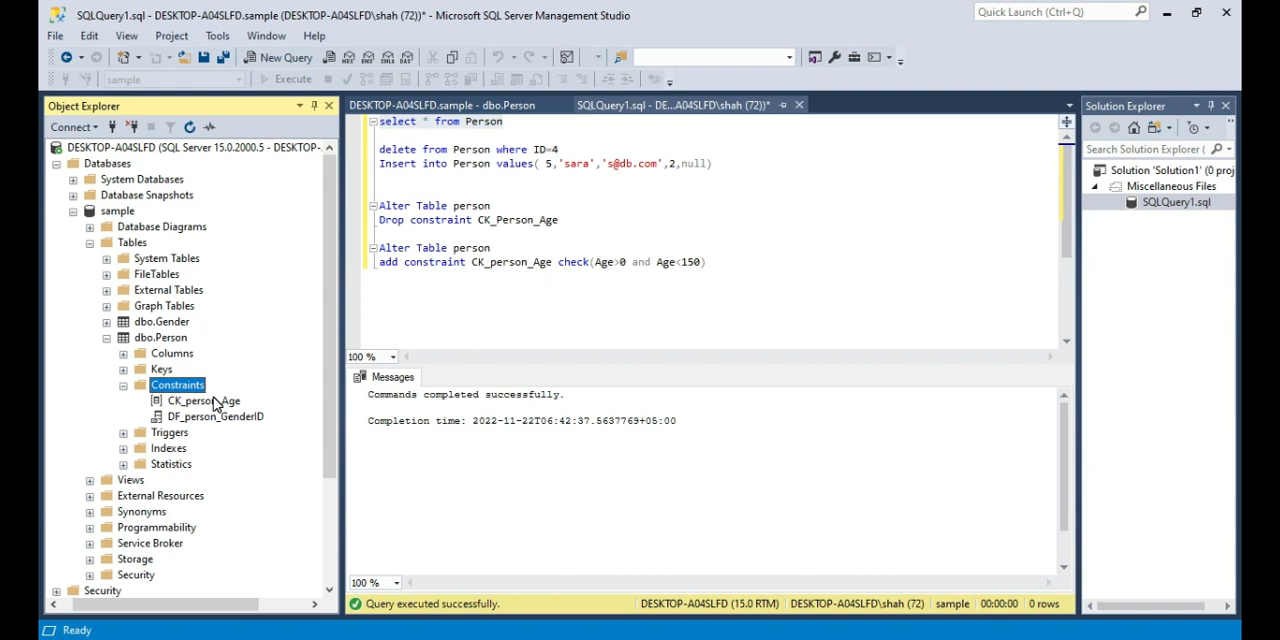 SQLQuery1.sql - DESKTOP-A04SLFD.sample (DESKTOP-A04SLFD\shah (72))* - Microsoft SQL Server Management Studio
Quick Launch (Ctrl+Q)
File Edit View Project Tools Window Help
New Query
sample
Execute
Object Explorer
Connect
DESKTOP-A04SLFD (SQL Server 15.0.2000.5 - DESKTOP-
Databases
System Databases
Database Snapshots
sample
Database Diagrams
Tables
System Tables
FileTables
External Tables
Graph Tables
dbo.Gender
dbo.Person
Columns
Keys
Constraints
CK_person_Age
DF_person_GenderID
Triggers
Indexes
Statistics
Views
External Resources
Synonyms
Programmability
Service Broker
Storage
Security
Security
DESKTOP-A04SLFD.sample - dbo.Person
SQLQuery1.sql - DE...A04SLFD\shah (72))*
select * from Person
delete from Person where ID=4
Insert into Person values( 5,'sara','s@db.com',2,null)
Alter Table person
Drop constraint CK_Person_Age
Alter Table person
add constraint CK_person_Age check(Age>0 and Age<150)
100 %
Messages
Commands completed successfully.
Completion time: 2022-11-22T06:42:37.5637769+05:00
100 %
Query executed successfully.
DESKTOP-A04SLFD (15.0 RTM)
DESKTOP-A04SLFD\shah (72)
sample
00:00:00
0 rows
Solution Explorer
Search Solution Explorer (
Solution 'Solution1' (0 proj
Miscellaneous Files
SQLQuery1.sql
Ready